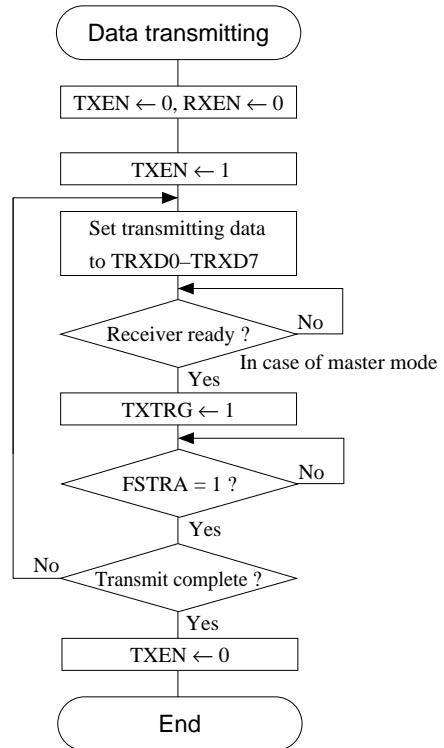 Data transmitting
TXEN ← 0, RXEN ← 0
TXEN ← 1
Set transmitting data
to TRXD0–TRXD7
Receiver ready ?
No
In case of master mode
Yes
TXTRG ← 1
FSTRA = 1 ?
No
Yes
No
Transmit complete ?
Yes
TXEN ← 0
End